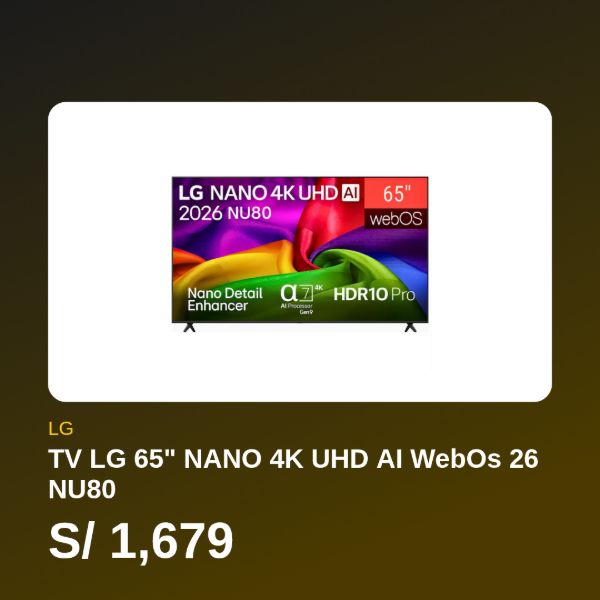 LG NANO 4K UHD AI 65"
2026 NU80 webOS
Nano Detail Enhancer
α7 4K
AI Processor
Gen9
HDR10 Pro
LG
TV LG 65" NANO 4K UHD AI WebOs 26
NU80
S/ 1,679